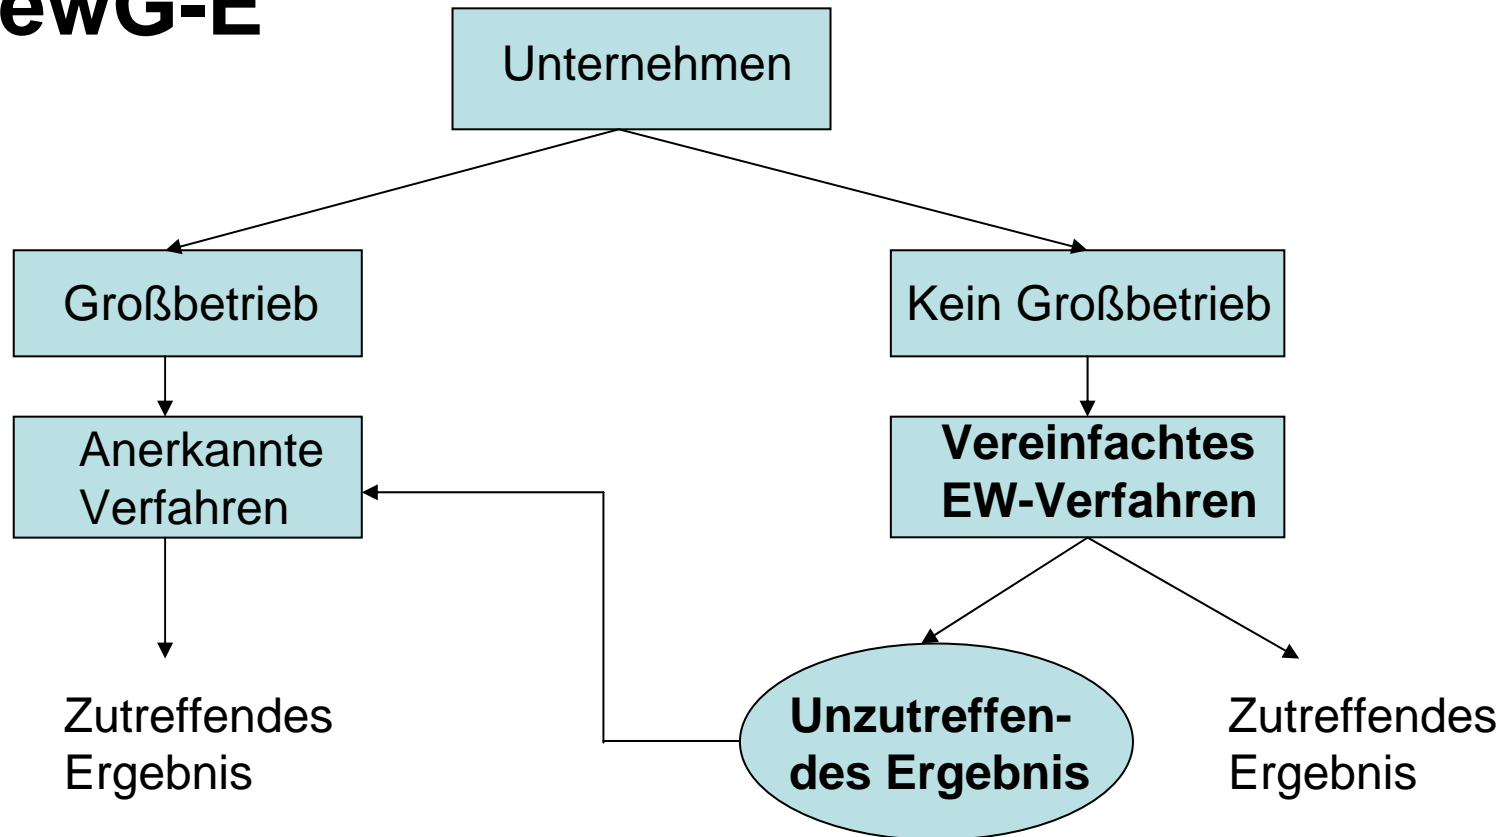 ewG-E
Unternehmen
Großbetrieb
Kein Großbetrieb
Anerkannte
Verfahren
Vereinfachtes
EW-Verfahren
Zutreffendes
Ergebnis
Unzutreffen-
des Ergebnis
Zutreffendes
Ergebnis